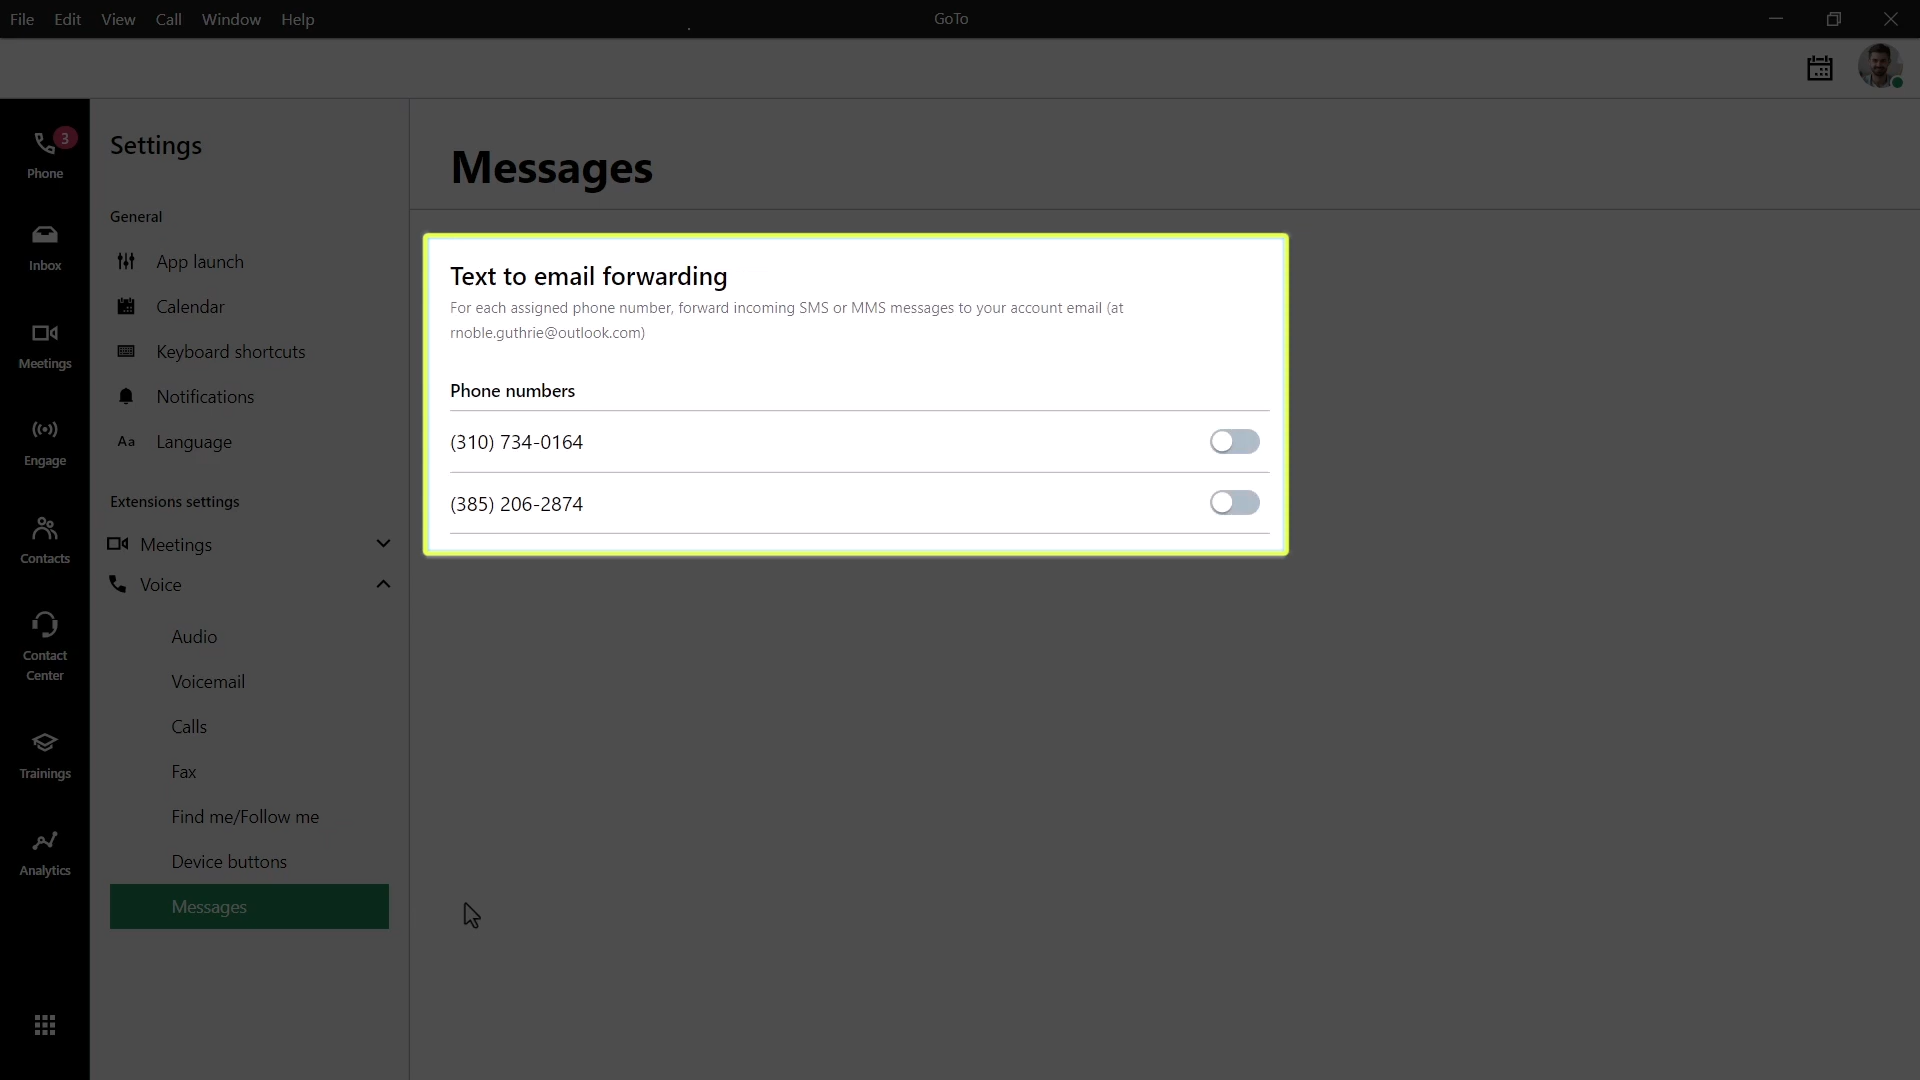 File Edit View Call Window Help
GoTo
3
Phone
Inbox
Meetings
Engage
Contacts
Contact
Center
Trainings
Analytics
Settings
General
App launch
Calendar
Keyboard shortcuts
Notifications
Aa Language
Extensions settings
Meetings
Voice
Audio
Voicemail
Calls
Fax
Find me/Follow me
Device buttons
Messages
Messages
Text to email forwarding
For each assigned phone number, forward incoming SMS or MMS messages to your account email (at
rnoble.guthrie@outlook.com)
Phone numbers
(310) 734-0164
(385) 206-2874